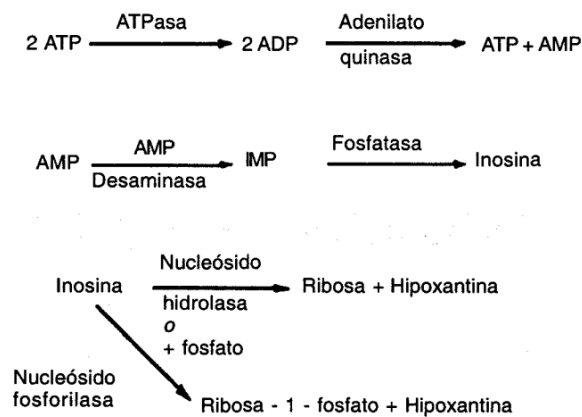 ATPasa
Adenilato
2 ATP
2 ADP
ATP + AMP
quinasa
AMP
Fosfatasa
AMP
IMP
Inosina
Desaminasa
Nucleósido
Inosina
Ribosa + Hipoxantina
hidrolasa
o
+ fosfato
Nucleósido
fosforilasa
Ribosa - 1 - fosfato + Hipoxantina